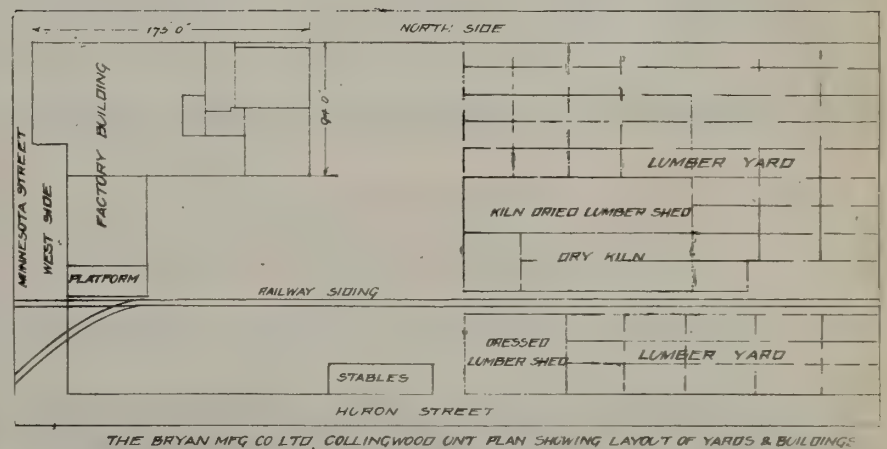 175'0"
NORTH SIDE
94'0"
FACTORY BUILDING
MINNESOTA STREET
WEST SIDE
LUMBER YARD
KILN DRIED LUMBER SHED
DRY KILN
PLATFORM
RAILWAY SIDING
DRESSED
LUMBER SHED
LUMBER YARD
STABLES
HURON STREET
THE BRYAN MFG CO LTD, COLLINGWOOD ONT PLAN SHOWING LAYOUT OF YARDS & BUILDINGS